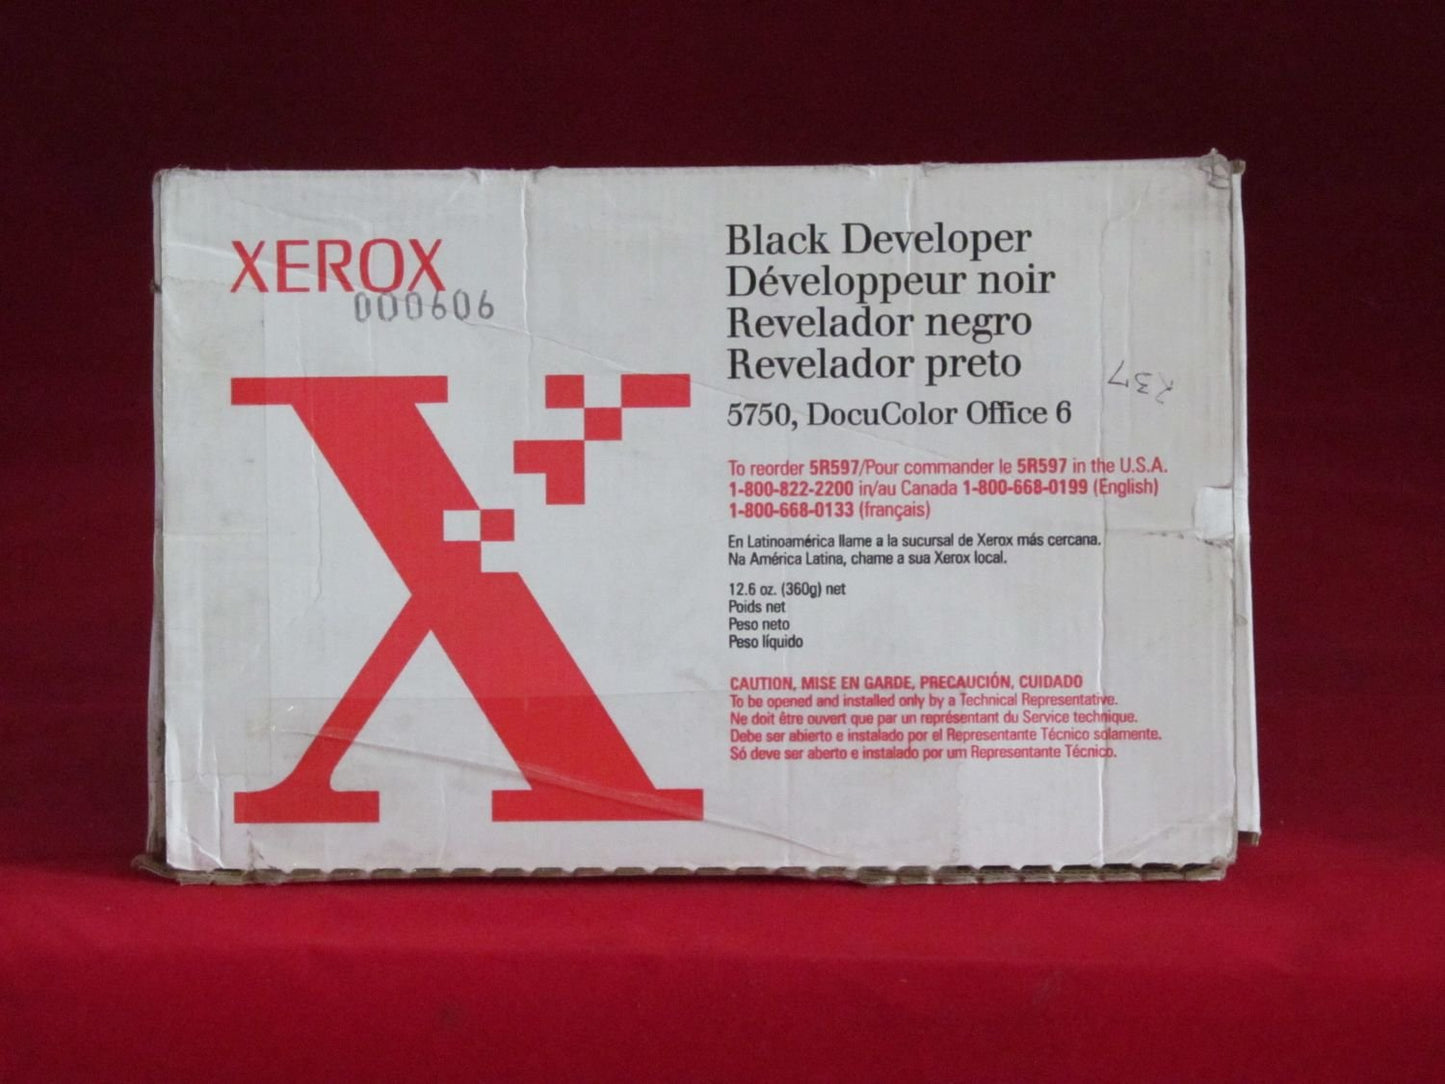 XEROX
000606
Black Developer
Développeur noir
Revelador negro
Revelador preto
5750, DocuColor Office 6
To reorder 5R597/Pour commander le 5R597 in the U.S.A.
1-800-822-2200 in/au Canada 1-800-668-0199 (English)
1-800-668-0133 (français)
En Latinoamérica llame a la sucursal de Xerox más cercana.
Na América Latina, chame a sua Xerox local.
12.6 oz. (360g) net
Poids net
Peso neto
Peso líquido
CAUTION, MISE EN GARDE, PRECAUCIÓN, CUIDADO
To be opened and installed only by a Technical Representative.
Ne doit être ouvert que par un représentant du Service technique.
Debe ser abierto e instalado por el Representante Técnico solamente.
Só deve ser aberto e instalado por um Representante Técnico.